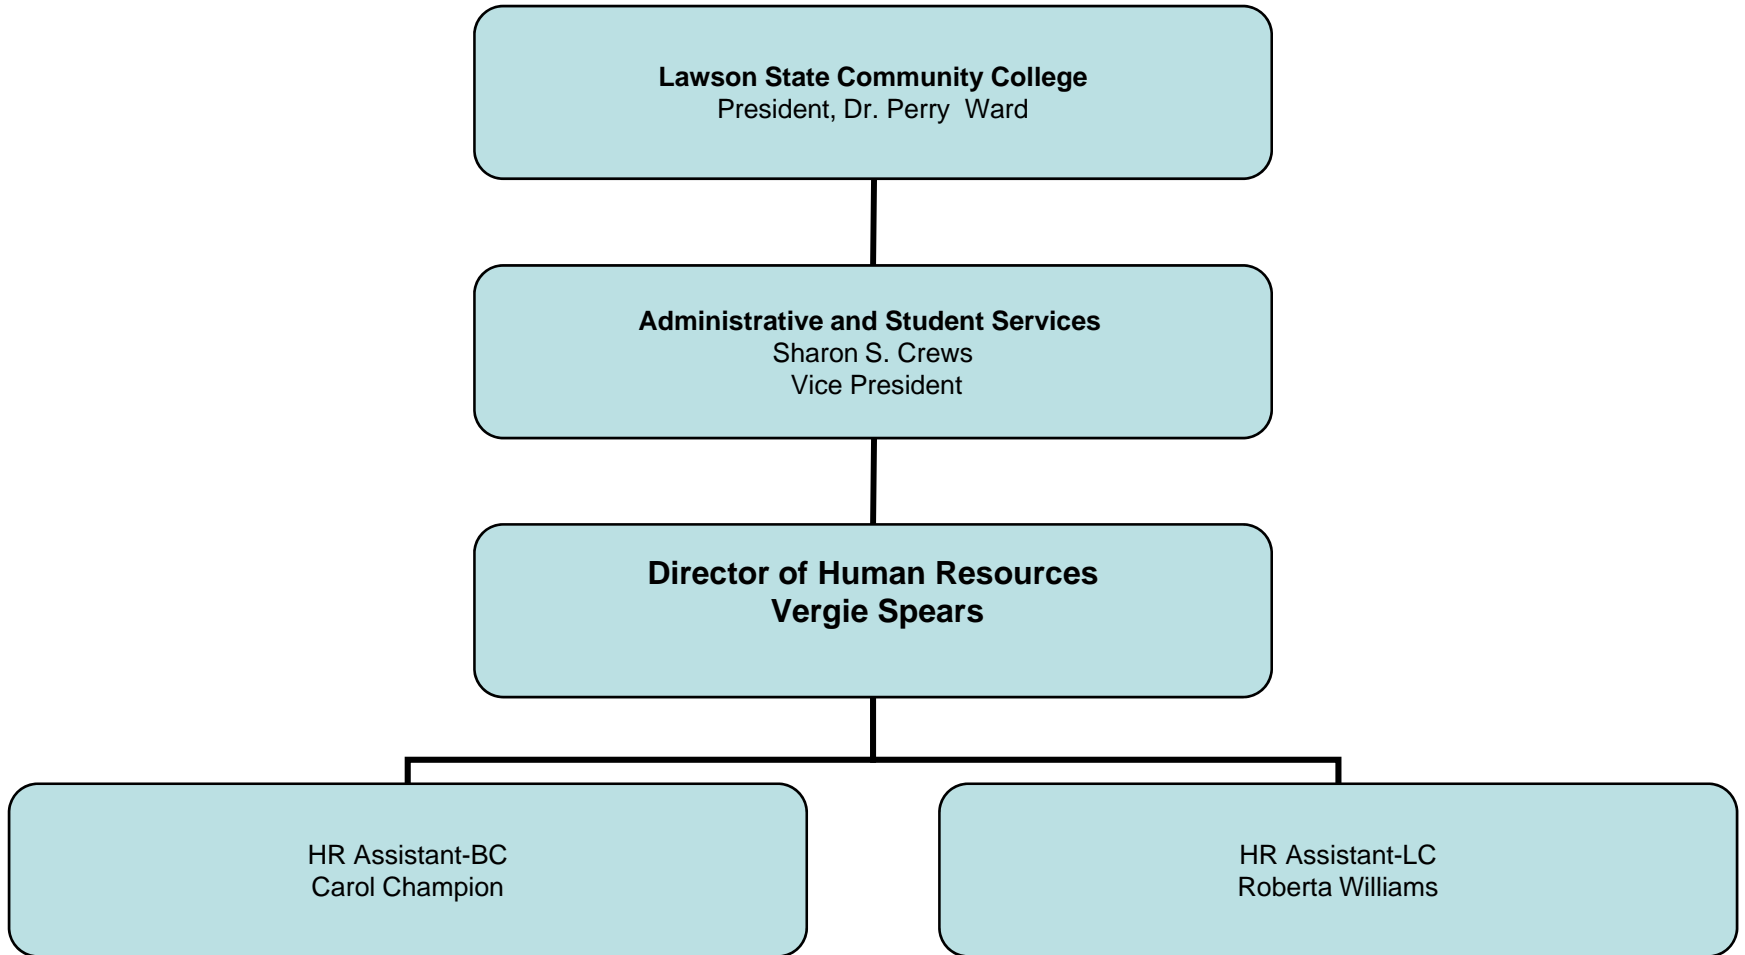 Lawson State Community College
President, Dr. Perry  Ward
Administrative and Student Services
Sharon S. Crews
Vice President
Director of Human Resources
Vergie Spears
HR Assistant-BC
Carol Champion
HR Assistant-LC
Roberta Williams